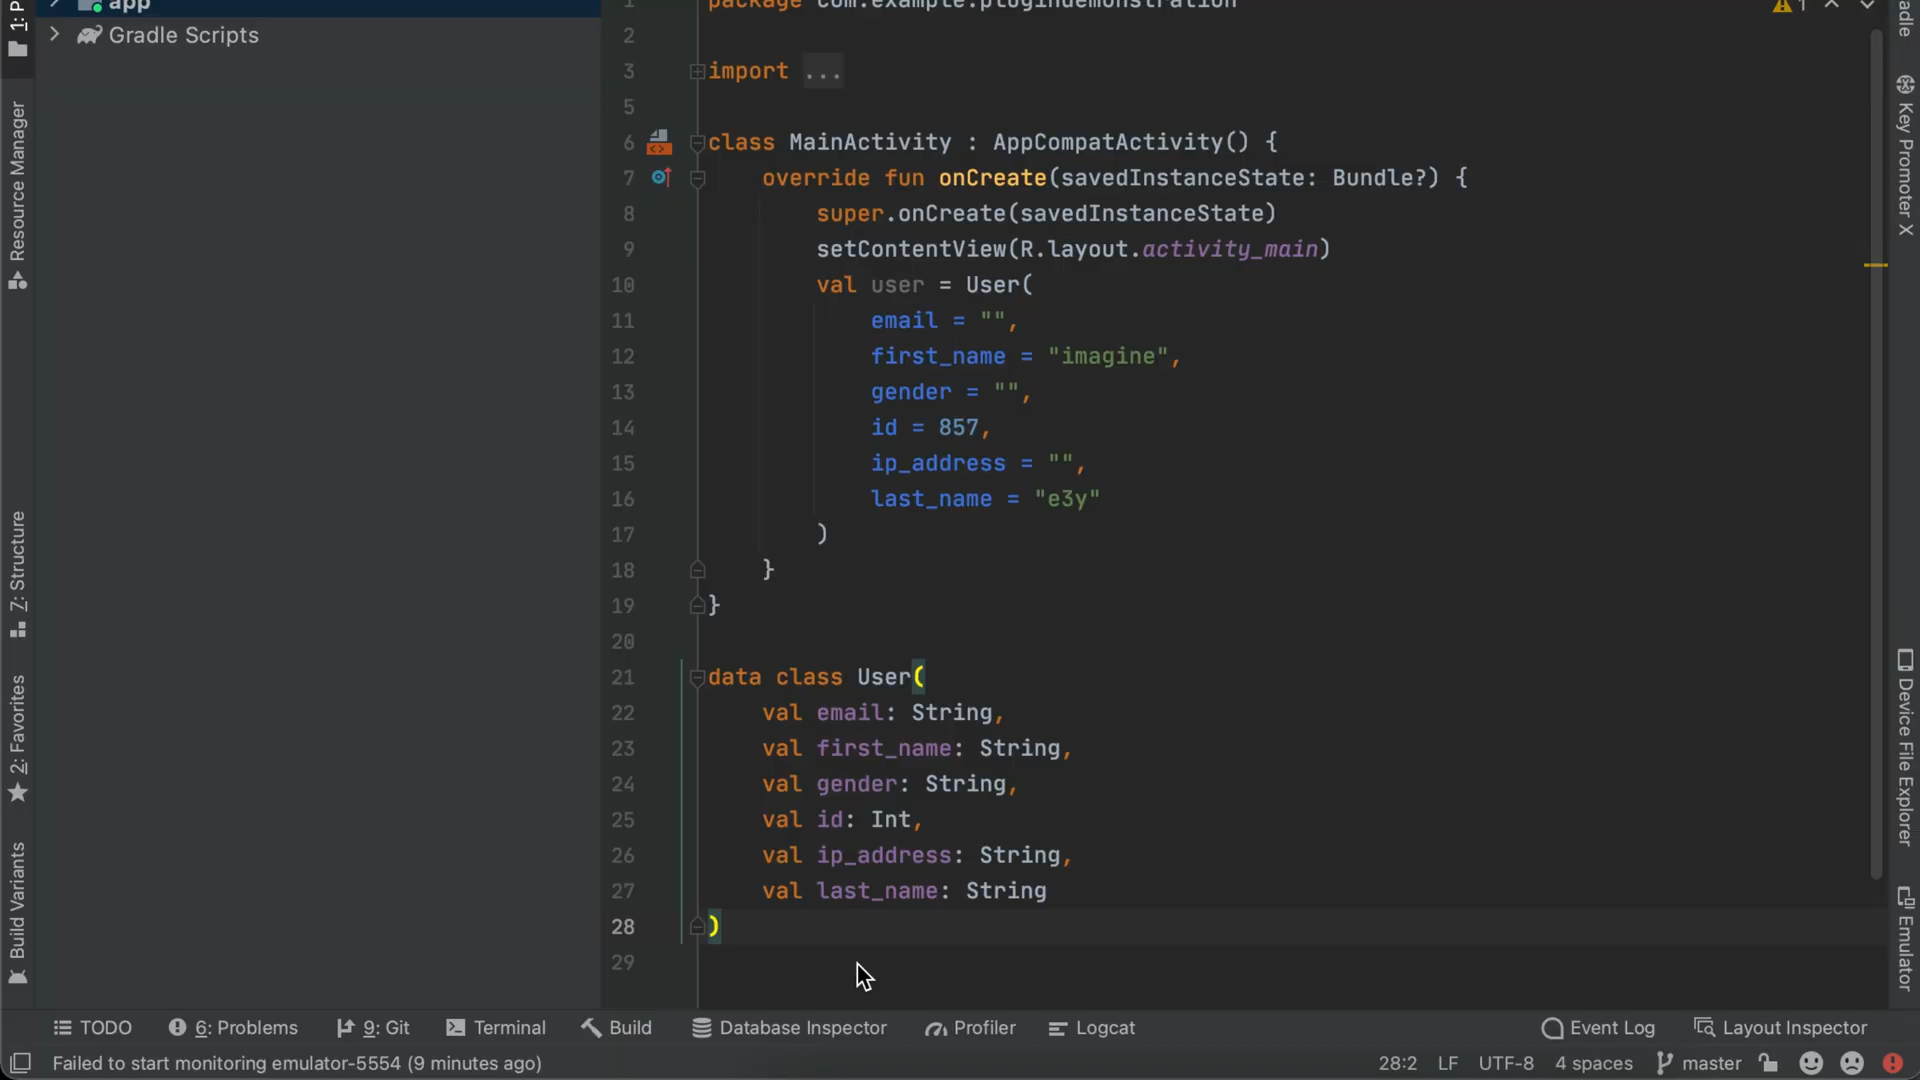 app
Gradle Scripts
Resource Manager
7: Structure
2: Favorites
Build Variants
1
package com.example.plugindemonstration
2
3 import ...
5
6 class MainActivity : AppCompatActivity() {
7 override fun onCreate(savedInstanceState: Bundle?) {
8 super.onCreate(savedInstanceState)
9 setContentView(R.layout.activity_main)
10 val user = User(
11 email = "",
12 first_name = "imagine",
13 gender = "",
14 id = 857,
15 ip_address = "",
16 last_name = "e3y"
17 )
18 }
19 }
20
21 data class User(
22 val email: String,
23 val first_name: String,
24 val gender: String,
25 val id: Int,
26 val ip_address: String,
27 val last_name: String
28 )
29
Key Promoter X
Device File Explorer
Emulator
TODO 6: Problems 9: Git Terminal Build Database Inspector Profiler Logcat Event Log Layout Inspector
Failed to start monitoring emulator-5554 (9 minutes ago) 28:2 LF UTF-8 4 spaces master